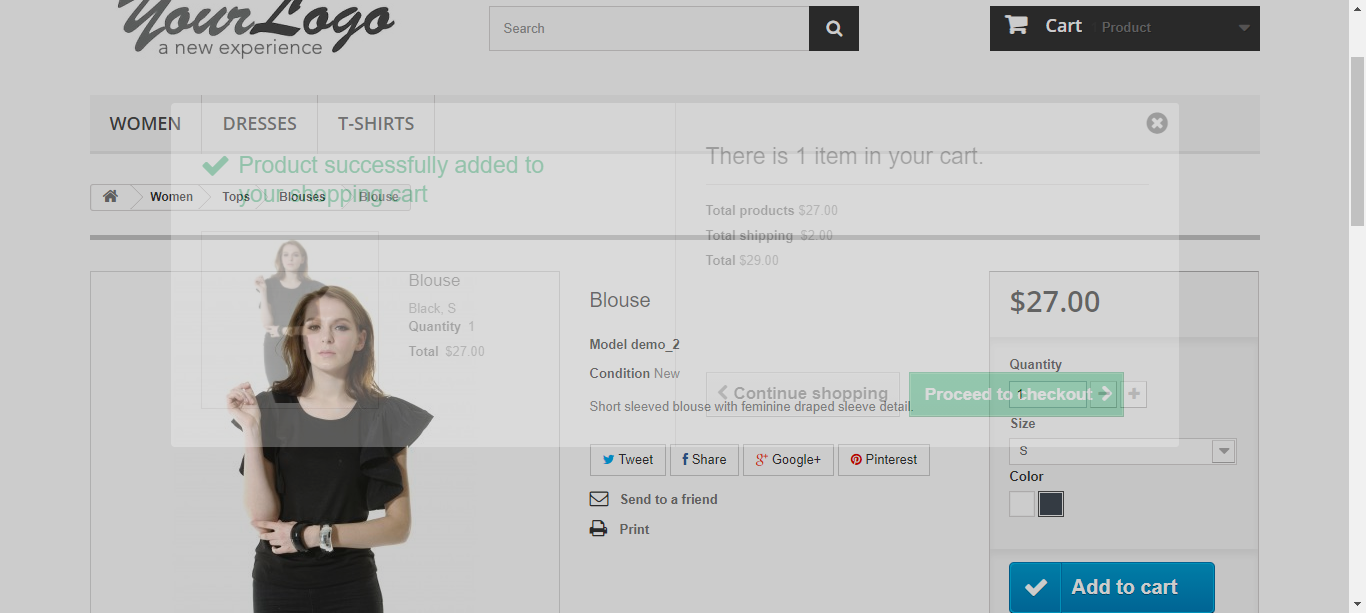 YourLogo
a new experience
Search
Cart Product
WOMEN DRESSES T-SHIRTS
Product successfully added to
your shopping cart
There is 1 item in your cart.
Women Tops Blouses Blouse
Total products $27.00
Total shipping $2.00
Total $29.00
Blouse
Black, S
Quantity 1
Total $27.00
Blouse
Model demo_2
Condition New
Short sleeved blouse with feminine draped sleeve detail.
Continue shopping
Proceed to checkout
$27.00
Quantity
1
Size
S
Color
Tweet Share Google+ Pinterest
Send to a friend
Print
Add to cart